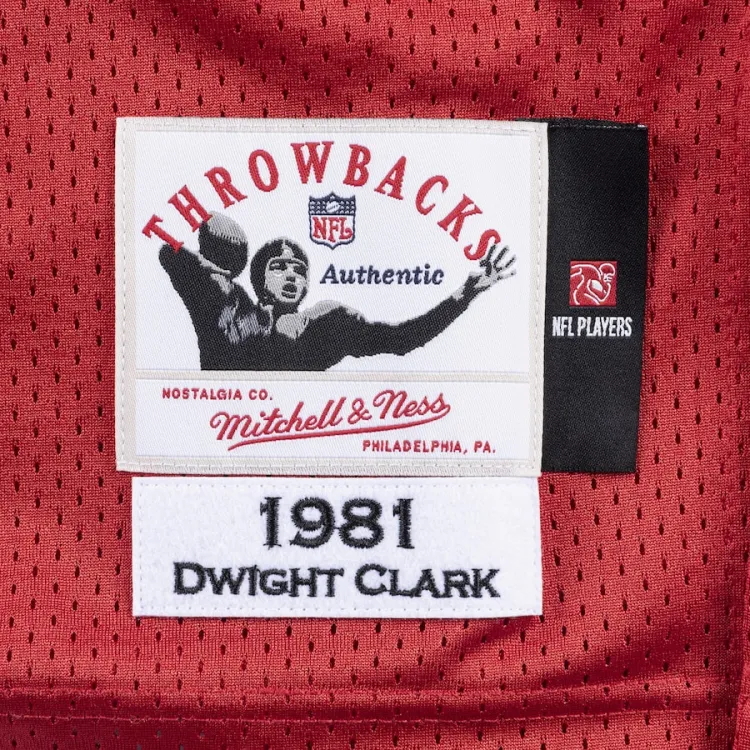 THROWBACKS
NFL
Authentic
NFL PLAYERS
NOSTALGIA CO.
Mitchell & Ness
PHILADELPHIA, PA.
1981
DWIGHT CLARK